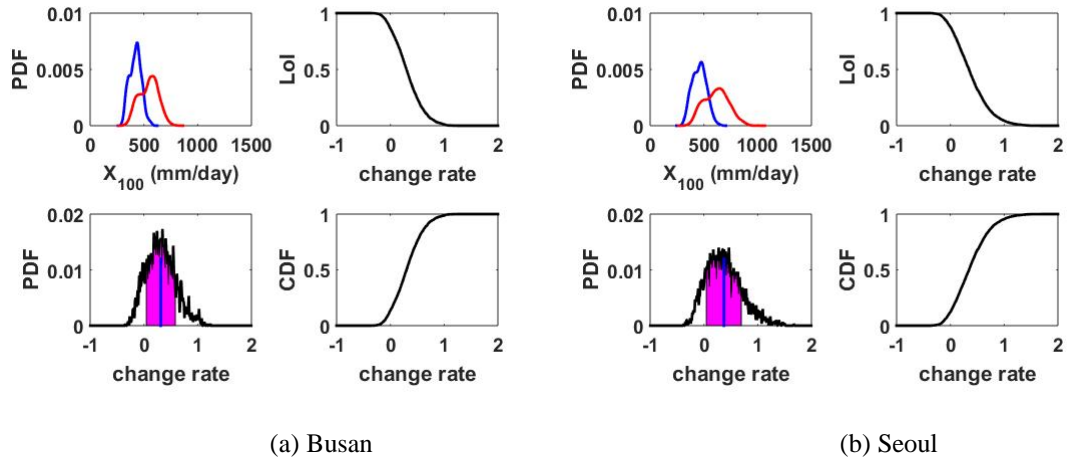 PDF
0.01
0.005
0
0 500 1000 1500
X100 (mm/day)
LoI
1
0.5
0
-1 0 1 2
change rate
PDF
0.02
0.01
0
-1 0 1 2
change rate
CDF
1
0.5
0
-1 0 1 2
change rate
(a) Busan
PDF
0.01
0.005
0
0 500 1000 1500
X100 (mm/day)
LoI
1
0.5
0
-1 0 1 2
change rate
PDF
0.02
0.01
0
-1 0 1 2
change rate
CDF
1
0.5
0
-1 0 1 2
change rate
(b) Seoul